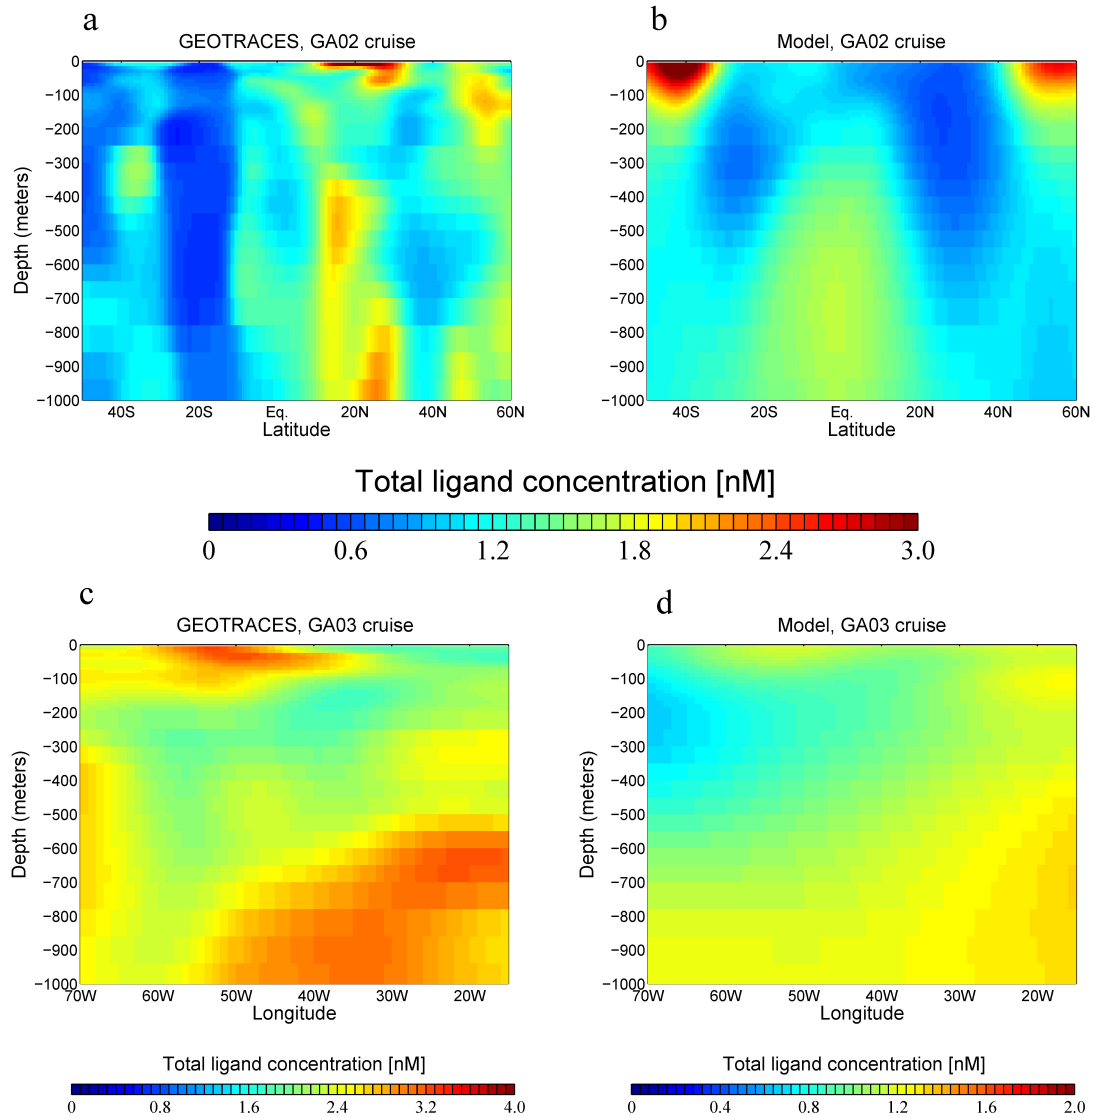 a
GEOTRACES, GA02 cruise
0
−100
−200
−300
−400
−500
−600
−700
−800
−900
−1000
Depth (meters)
40S 20S Eq. 20N 40N 60N
Latitude
b
Model, GA02 cruise
0
−100
−200
−300
−400
−500
−600
−700
−800
−900
−1000
40S 20S Eq. 20N 40N 60N
Latitude
Total ligand concentration [nM]
0 0.6 1.2 1.8 2.4 3.0
c
GEOTRACES, GA03 cruise
0
−100
−200
−300
−400
−500
−600
−700
−800
−900
−1000
Depth (meters)
70W 60W 50W 40W 30W 20W
Longitude
Total ligand concentration [nM]
0 0.8 1.6 2.4 3.2 4.0
d
Model, GA03 cruise
0
−100
−200
−300
−400
−500
−600
−700
−800
−900
−1000
Depth (meters)
70W 60W 50W 40W 30W 20W
Longitude
Total ligand concentration [nM]
0 0.4 0.8 1.2 1.6 2.0